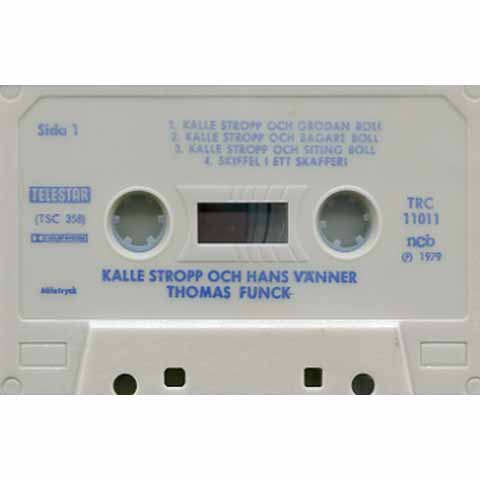 Sida 1
1. KALLE STROPP OCH GRODAN BOLL
2. KALLE STROPP OCH BAGARE BOLL
3. KALLE STROPP OCH SITING BOLL
4. SKIFFEL I ETT SKAFFERI
TELESTAR
(TSC 358)
TRC
11011
ncb
℗ 1979
KALLE STROPP OCH HANS VÄNNER
THOMAS FUNCK